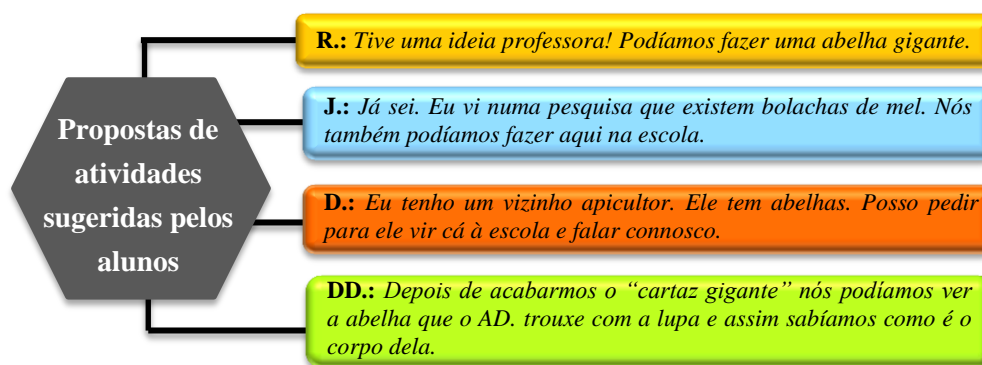 Propostas de
atividades
sugeridas pelos
alunos
R.: Tive uma ideia professora! Podíamos fazer uma abelha gigante.
J.: Já sei. Eu vi numa pesquisa que existem bolachas de mel. Nós
também podíamos fazer aqui na escola.
D.: Eu tenho um vizinho apicultor. Ele tem abelhas. Posso pedir
para ele vir cá à escola e falar connosco.
DD.: Depois de acabarmos o “cartaz gigante” nós podíamos ver
a abelha que o AD. trouxe com a lupa e assim sabíamos como é o
corpo dela.